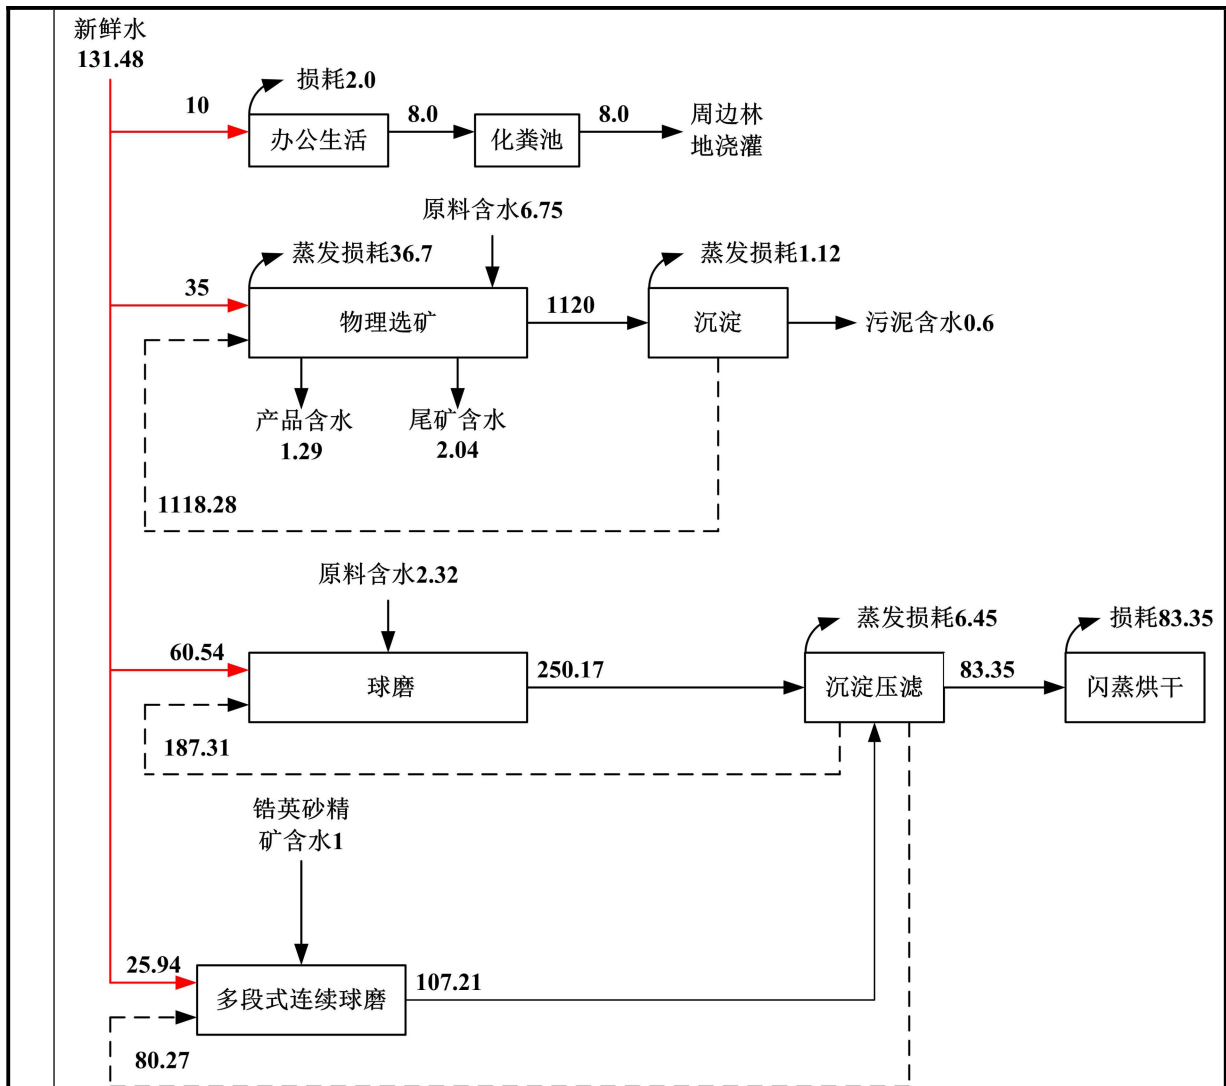 新鲜水
131.48
损耗2.0
10
办公生活
8.0
化粪池
8.0
周边林
地浇灌
原料含水6.75
蒸发损耗36.7
蒸发损耗1.12
35
物理选矿
1120
沉淀
污泥含水0.6
产品含水
1.29
尾矿含水
2.04
1118.28
原料含水2.32
蒸发损耗6.45
损耗83.35
60.54
球磨
250.17
沉淀压滤
83.35
闪蒸烘干
187.31
锆英砂精
矿含水1
25.94
多段式连续球磨
107.21
80.27